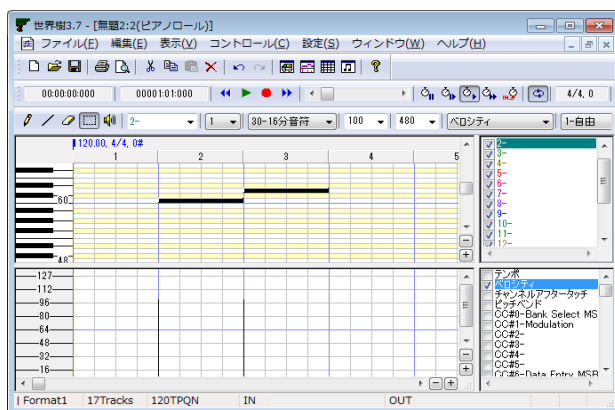 世界樹3.7 - [無題2:2(ピアノロール)]
ファイル(F) 編集(E) 表示(V) コントロール(C) 設定(S) ウィンドウ(W) ヘルプ(H)
00:00:00:000 00001:01:000 4/4, 0
2- 1 30-16分音符 100 480 ベロシティ 1-自由
120.00, 4/4, 0#
1 2 3 4 5
60
48
2-
3-
4-
5-
6-
7-
8-
9-
10-
11-
12-
127
112
96
80
64
48
32
16
テンポ
ベロシティ
チャンネルアフタータッチ
ピッチベンド
CC#0-Bank Select MS
CC#1-Modulation
CC#2-
CC#3-
CC#4-
CC#5-
CC#6-Data Entry MSB
Format1 17Tracks 120TPQN IN OUT